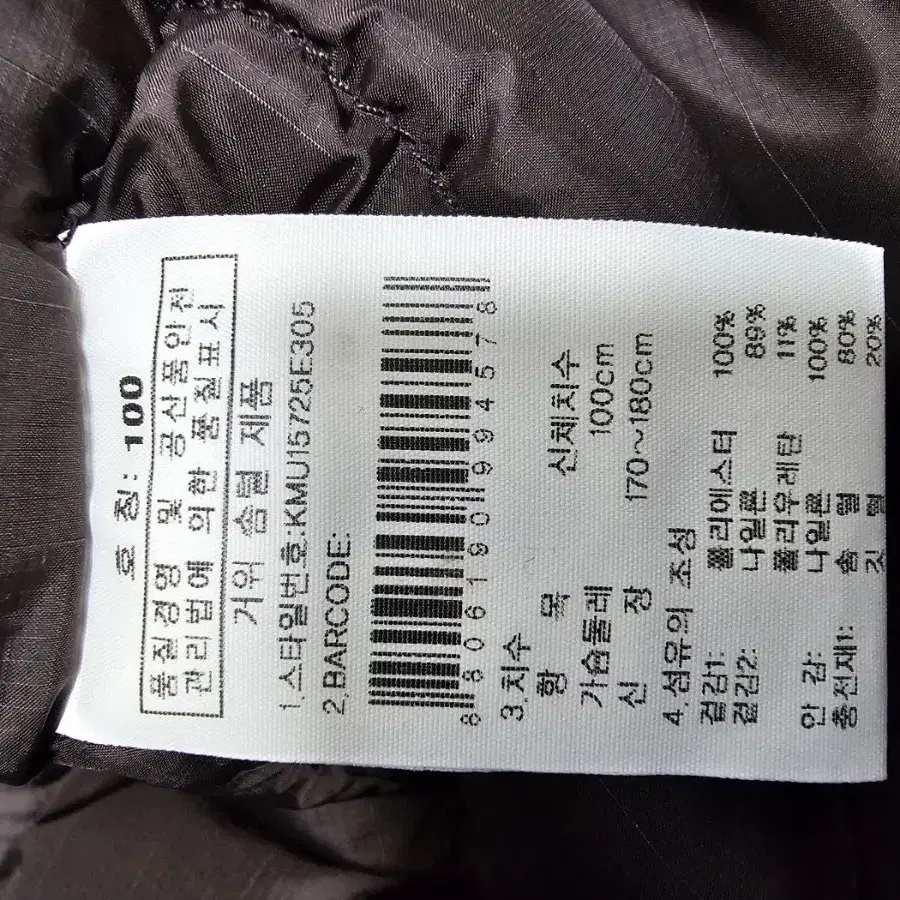 호 칭: 100
품질경영 및 공산품안전
관리법에 의한 품질표시
거위 솜털 제품
1.스타일번호:KMU15725E305
2.BARCODE:
8806190994578
3.치수
항 목 신체치수
가슴둘레 100cm
신 장 170~180cm
4.섬유의 조성
겉감1: 폴리에스터 100%
겉감2: 나일론 89%
폴리우레탄 11%
안 감: 나일론 100%
충전재1: 솜 털 80%
깃 털 20%